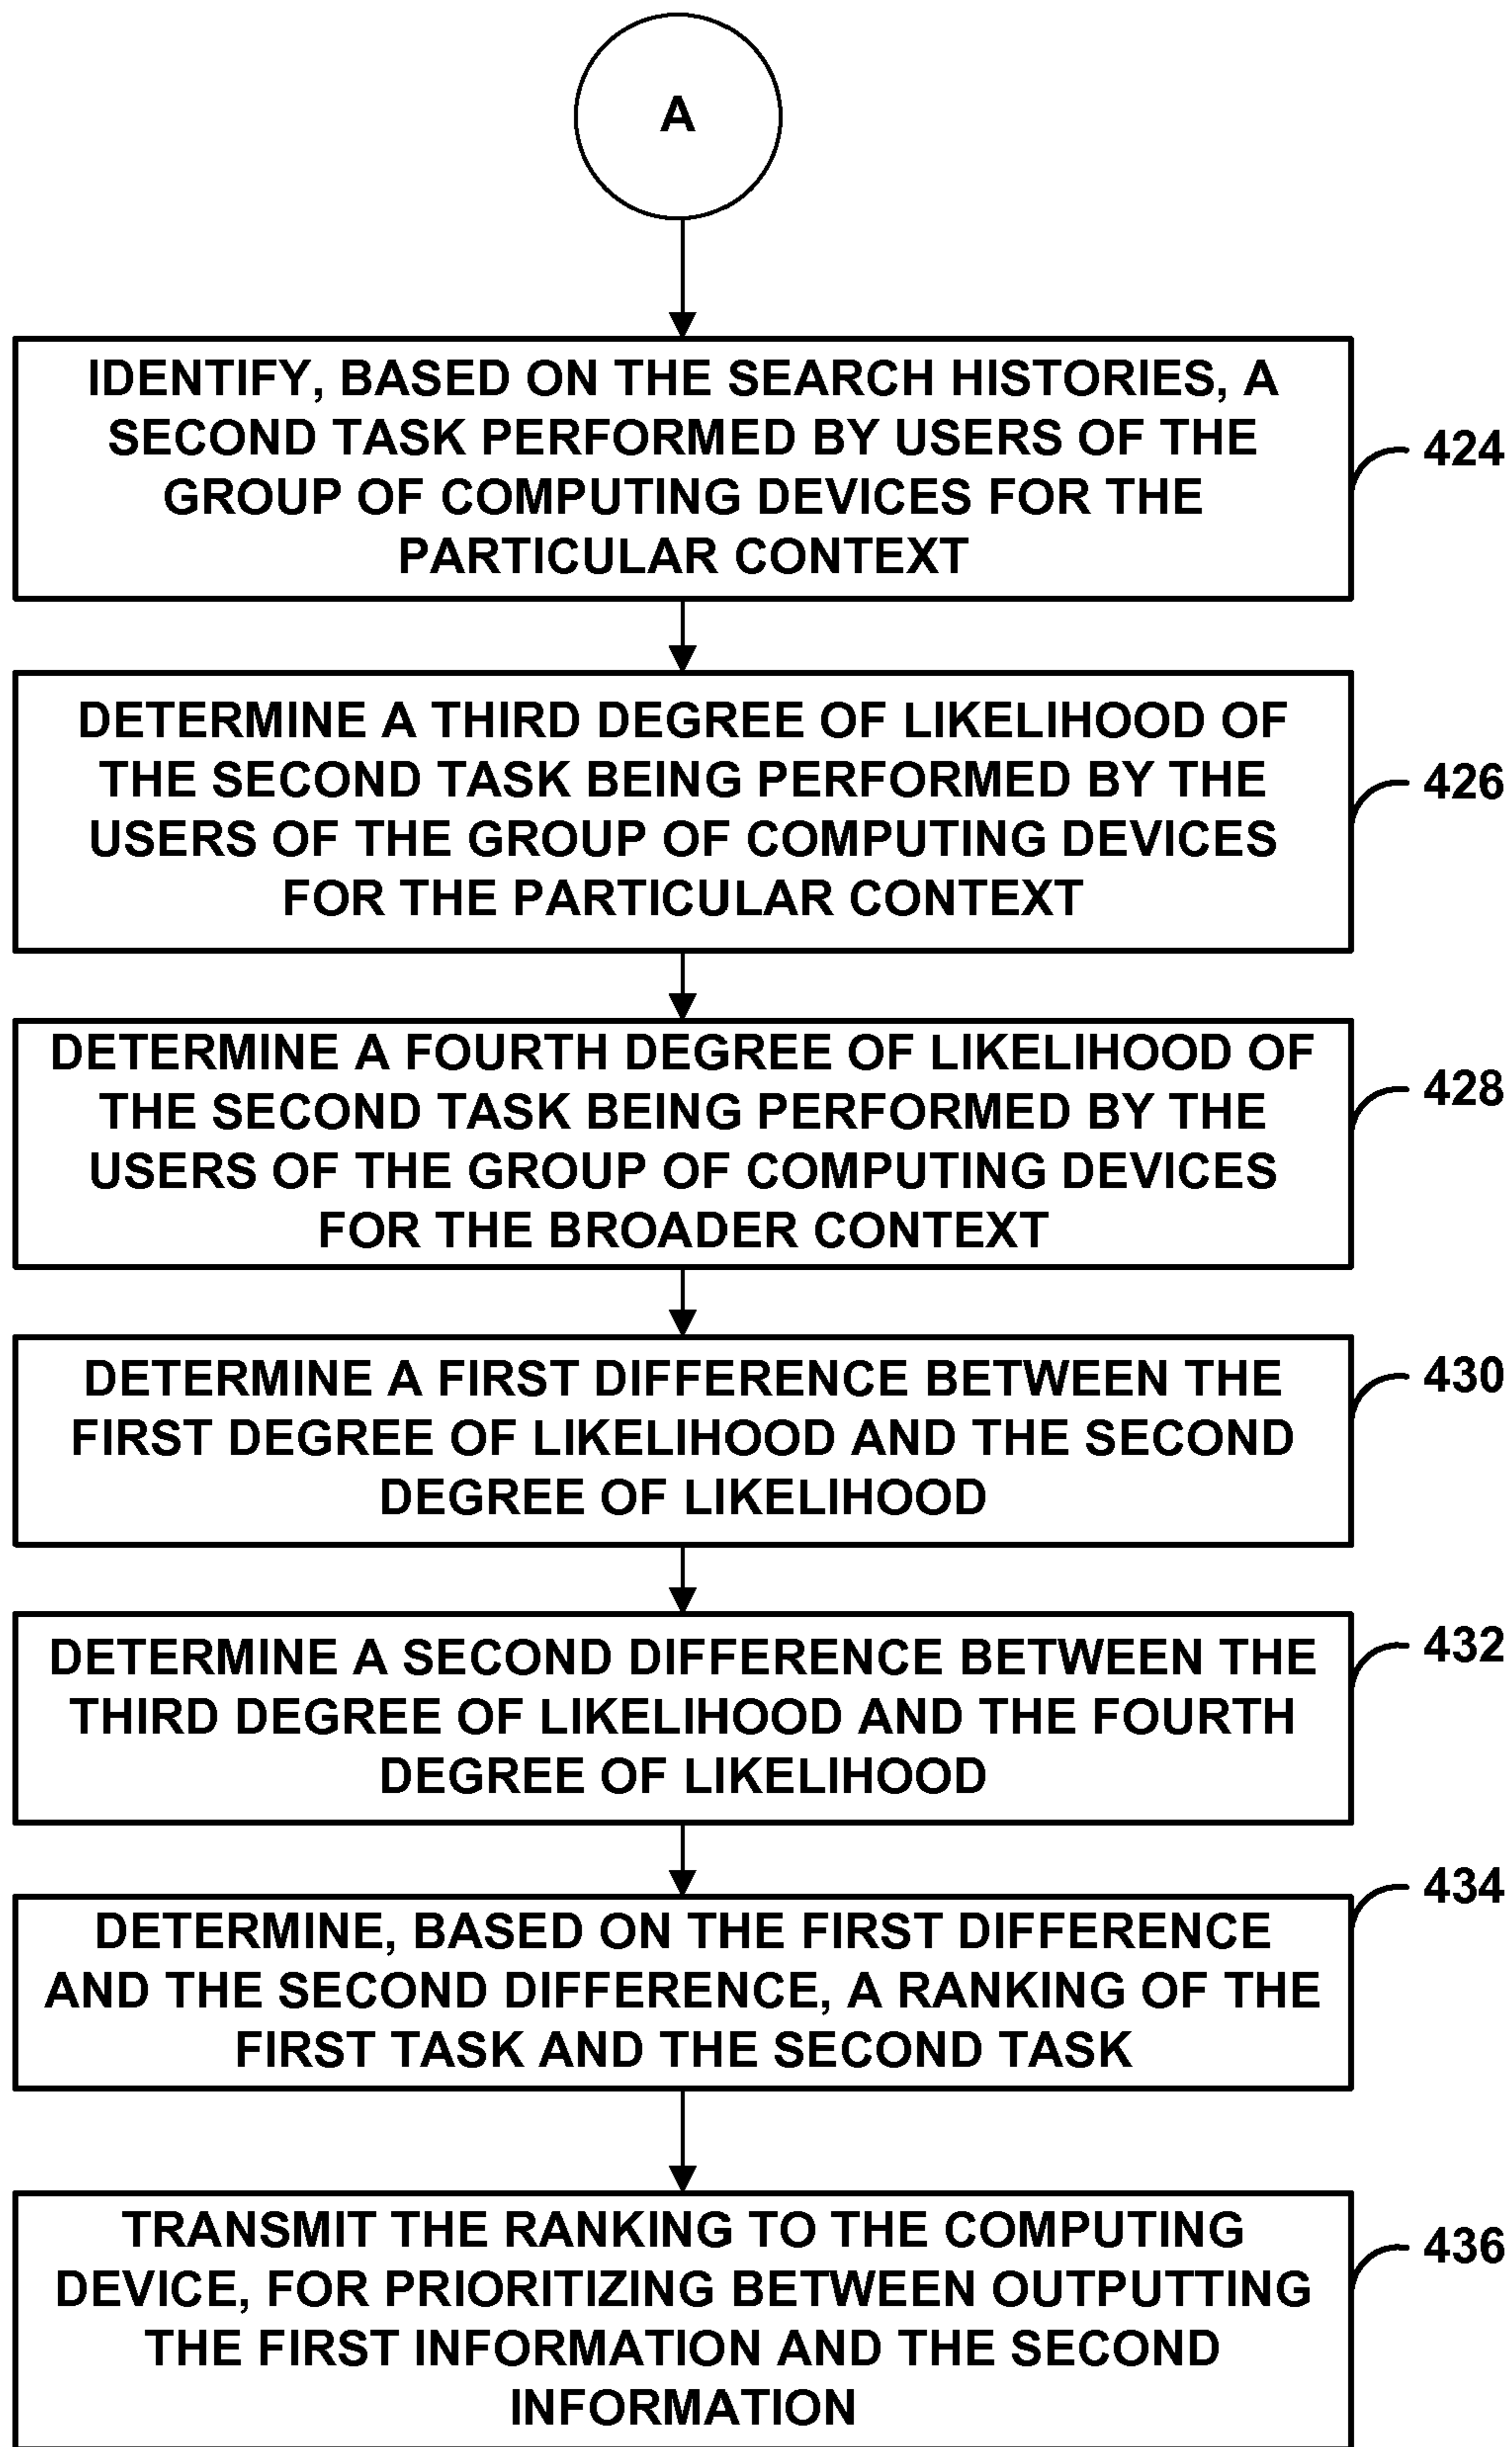 A
IDENTIFY, BASED ON THE SEARCH HISTORIES, A
SECOND TASK PERFORMED BY USERS OF THE
GROUP OF COMPUTING DEVICES FOR THE
PARTICULAR CONTEXT
424
DETERMINE A THIRD DEGREE OF LIKELIHOOD OF
THE SECOND TASK BEING PERFORMED BY THE
USERS OF THE GROUP OF COMPUTING DEVICES
FOR THE PARTICULAR CONTEXT
426
DETERMINE A FOURTH DEGREE OF LIKELIHOOD OF
THE SECOND TASK BEING PERFORMED BY THE
USERS OF THE GROUP OF COMPUTING DEVICES
FOR THE BROADER CONTEXT
428
DETERMINE A FIRST DIFFERENCE BETWEEN THE
FIRST DEGREE OF LIKELIHOOD AND THE SECOND
DEGREE OF LIKELIHOOD
430
DETERMINE A SECOND DIFFERENCE BETWEEN THE
THIRD DEGREE OF LIKELIHOOD AND THE FOURTH
DEGREE OF LIKELIHOOD
432
DETERMINE, BASED ON THE FIRST DIFFERENCE
AND THE SECOND DIFFERENCE, A RANKING OF THE
FIRST TASK AND THE SECOND TASK
434
TRANSMIT THE RANKING TO THE COMPUTING
DEVICE, FOR PRIORITIZING BETWEEN OUTPUTTING
THE FIRST INFORMATION AND THE SECOND
INFORMATION
436